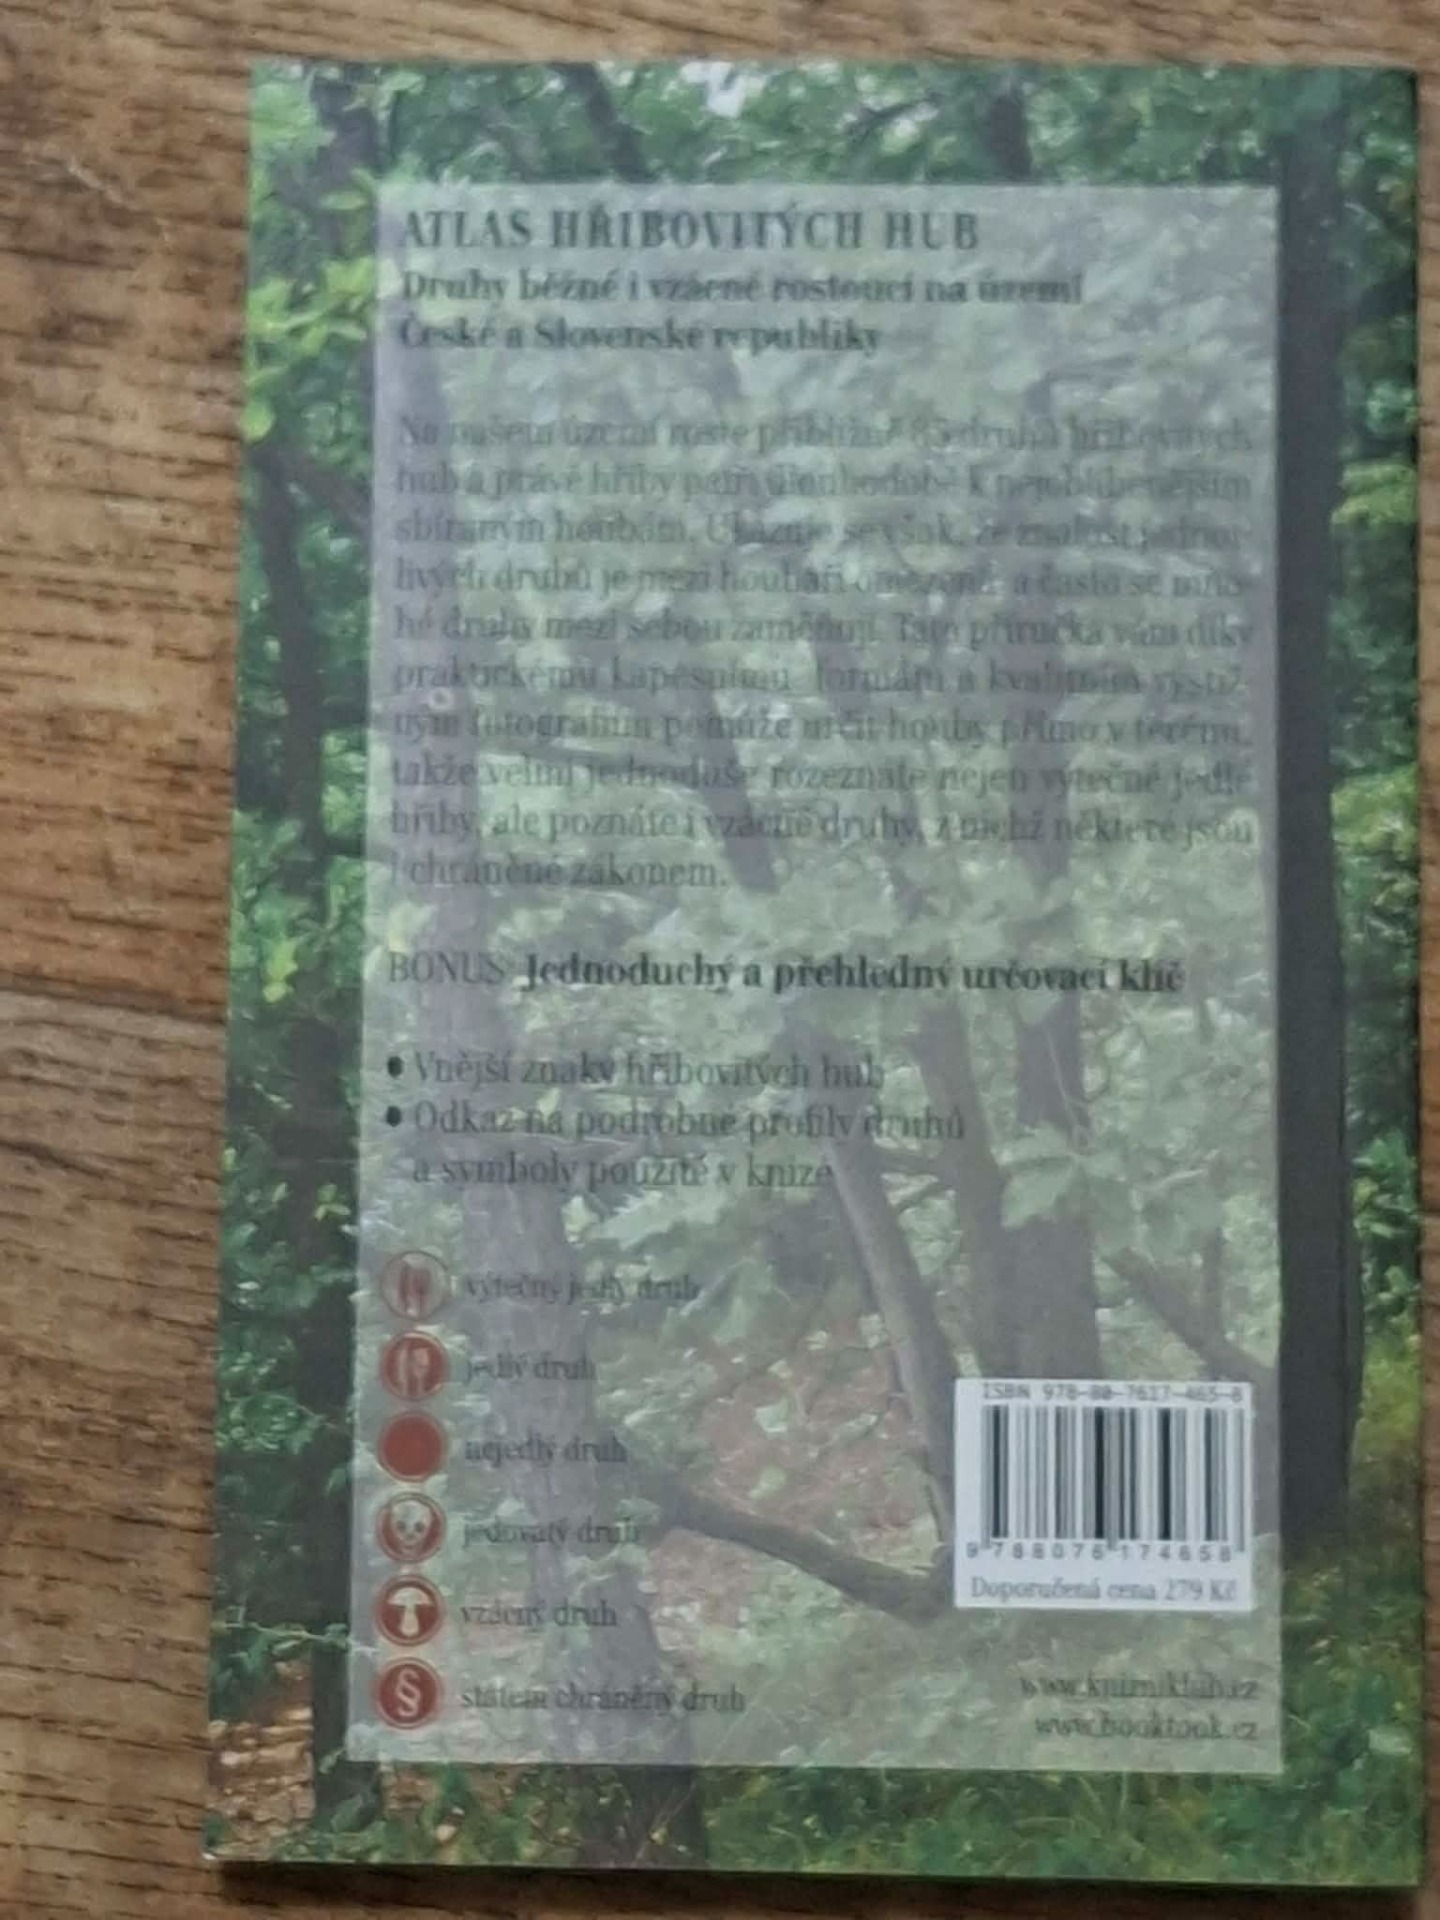 ATLAS HŘIBOVITÝCH HUB
Druhy běžné i vzácné rostoucí na území
České a Slovenské republiky
Na našem území roste přibližně 85 druhů hřibovitých
hub a právě hřiby patří dlouhodobě k nejoblíbenějším
sbíraným houbám. Ukazuje se však, že znalost jednot-
livých druhů je mezi houbaři omezená, a často se mno-
hé druhy mezi sebou zaměňují. Tato příručka vám díky
praktickému kapesnímu formátu a kvalitním výstiž-
ným fotografiím pomůže určit houby přímo v terénu,
takže velmi jednoduše rozeznáte nejen výtečné jedlé
hřiby, ale poznáte i vzácné druhy, z nichž některé jsou
i chráněné zákonem.
BONUS Jednoduchý a přehledný určovací klíč
• Vnější znaky hřibovitých hub
• Odkaz na podrobné profily druhů
a symboly použité v knize
výtečný jedlý druh
jedlý druh
nejedlý druh
jedovatý druh
vzácný druh
§ státem chráněný druh
ISBN 978-80-7617-465-8
9 788076 174658
Doporučená cena 279 Kč
www.knizniklub.cz
www.booktook.cz